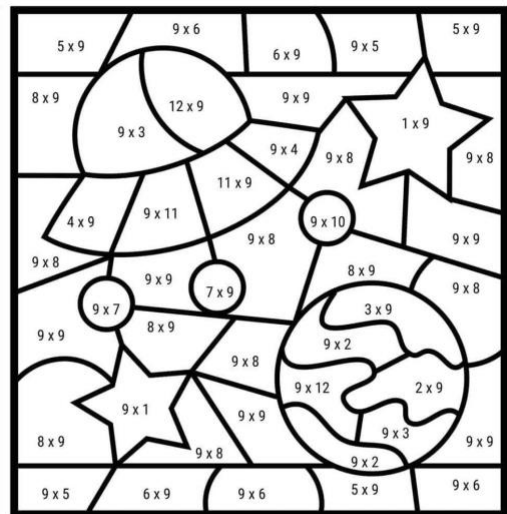 5 x 9
9 x 6
6 x 9
9 x 5
5 x 9
8 x 9
12 x 9
9 x 3
9 x 9
1 x 9
9 x 4
9 x 8
9 x 8
4 x 9
9 x 11
11 x 9
9 x 10
9 x 8
9 x 9
9 x 8
9 x 9
7 x 9
8 x 9
9 x 8
9 x 7
3 x 9
9 x 9
8 x 9
9 x 2
9 x 8
9 x 12
2 x 9
9 x 1
9 x 9
9 x 3
8 x 9
9 x 8
9 x 2
9 x 9
9 x 5
6 x 9
9 x 6
5 x 9
9 x 6